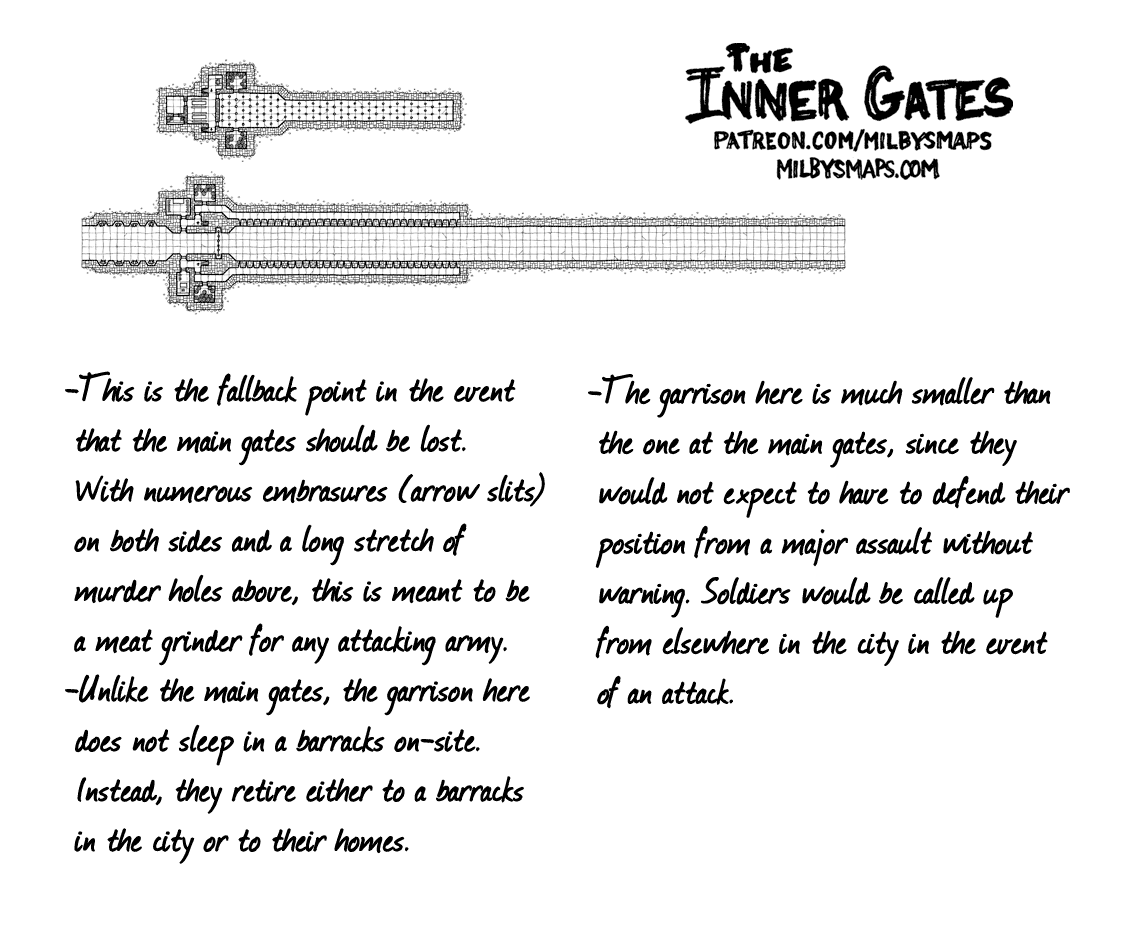 THE
INNER GATES
PATREON.COM/MILBYSMAPS
MILBYSMAPS.COM
-This is the fallback point in the event
that the main gates should be lost.
With numerous embrasures (arrow slits)
on both sides and a long stretch of
murder holes above, this is meant to be
a meat grinder for any attacking army.
-Unlike the main gates, the garrison here
does not sleep in a barracks on-site.
Instead, they retire either to a barracks
in the city or to their homes.
-The garrison here is much smaller than
the one at the main gates, since they
would not expect to have to defend their
position from a major assault without
warning. Soldiers would be called up
from elsewhere in the city in the event
of an attack.